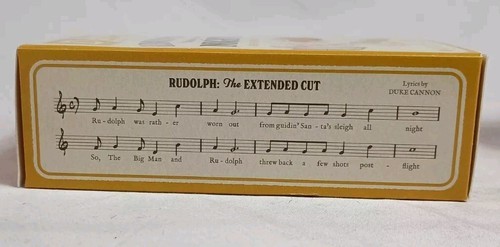 RUDOLPH: The EXTENDED CUT
Lyrics by
DUKE CANNON
Ru - dolph was rath - er worn out from guidin' San - ta's sleigh all night
So, The Big Man and Ru - dolph threw back a few shots post - flight